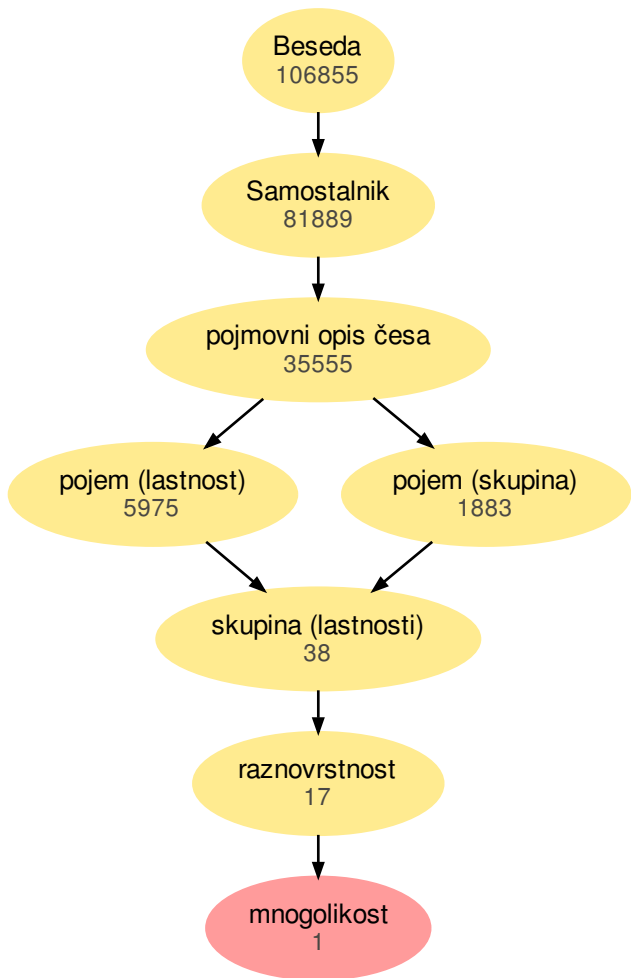 Beseda
106855
Samostalnik
81889
pojmovni opis česa
35555
pojem (lastnost)
5975
pojem (skupina)
1883
skupina (lastnosti)
38
raznovrstnost
17
mnogolikost
1